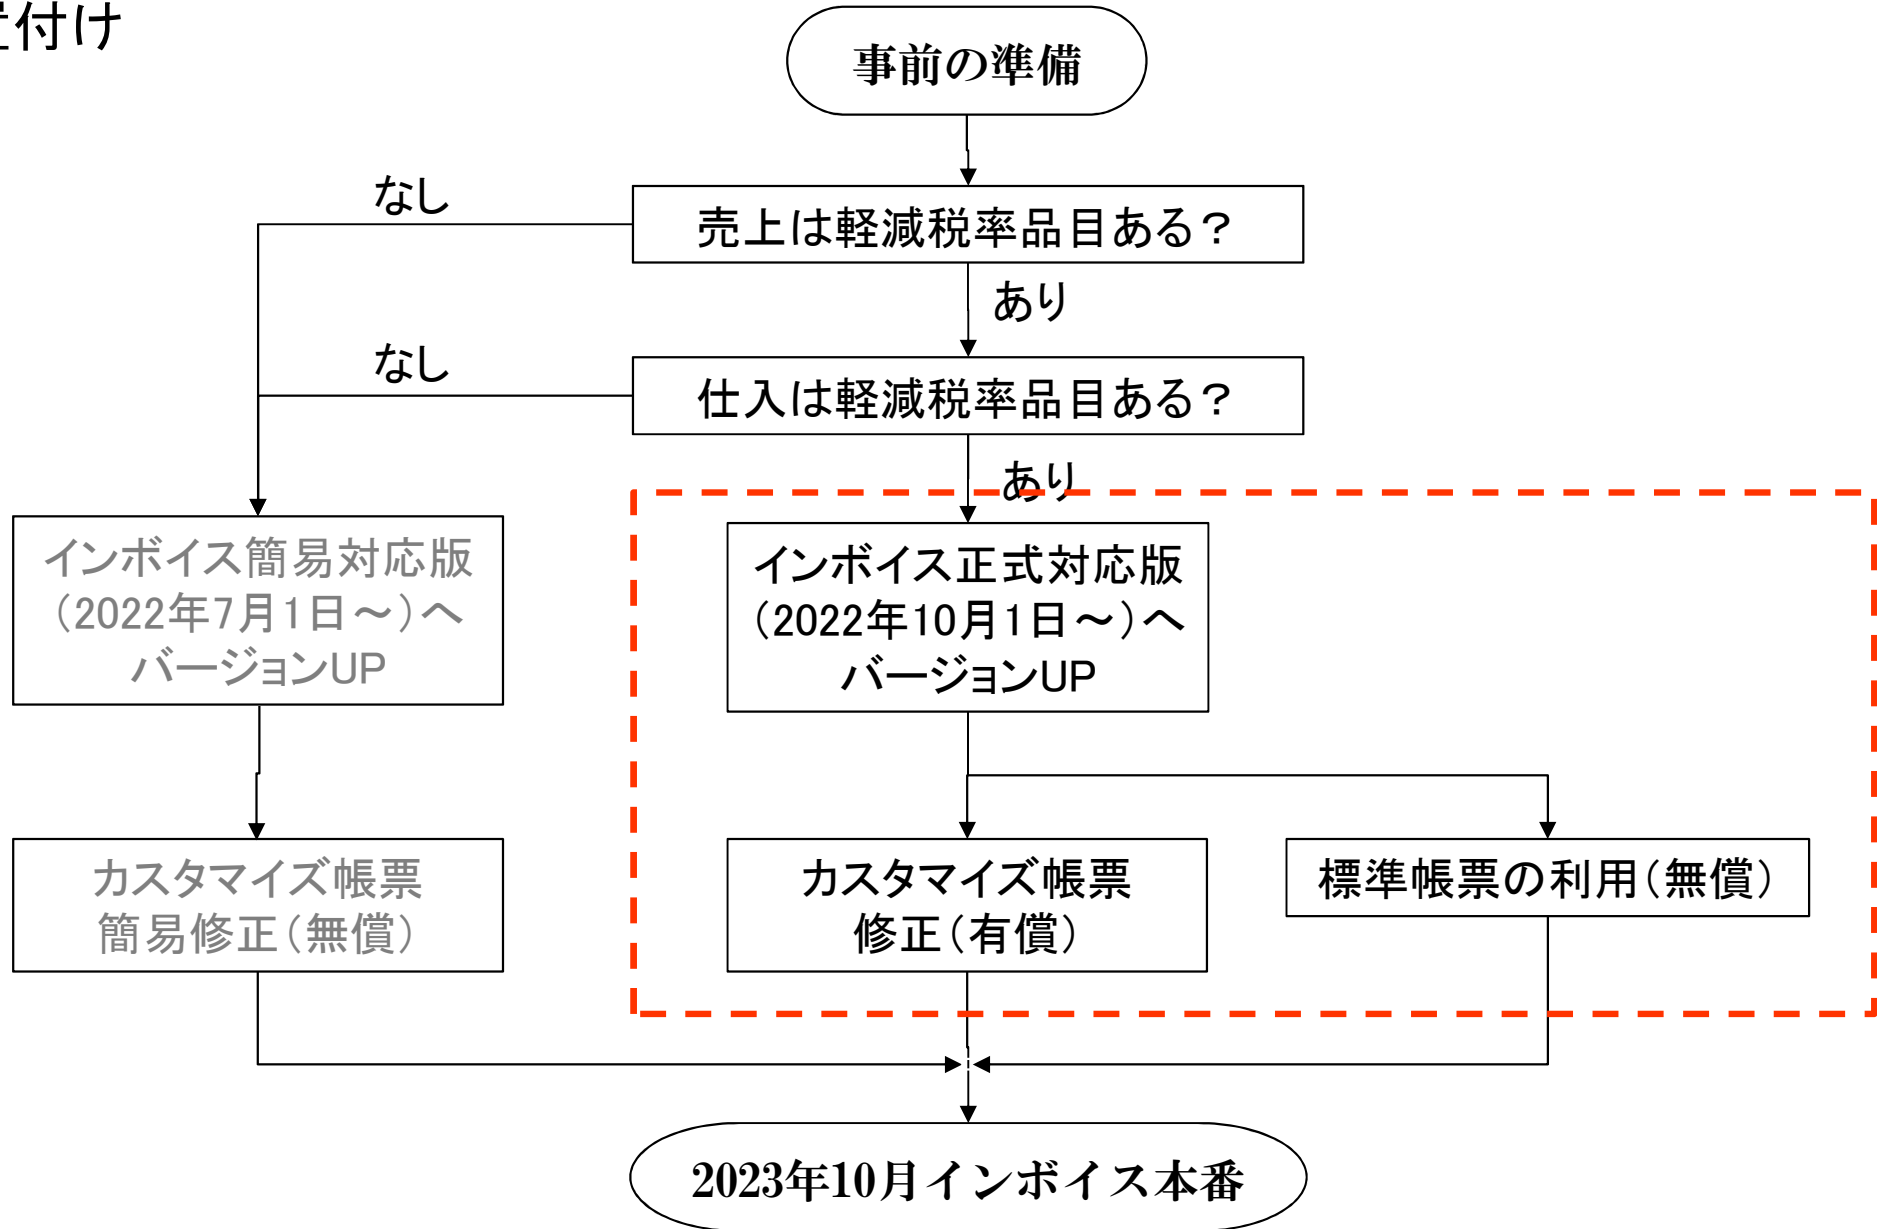 付け
事前の準備
なし
売上は軽減税率品目ある？
あり
なし
仕入は軽減税率品目ある？
あり
インボイス簡易対応版
（2022年7月1日～）へ
バージョンUP
インボイス正式対応版
（2022年10月1日～）へ
バージョンUP
カスタマイズ帳票
簡易修正（無償）
カスタマイズ帳票
修正（有償）
標準帳票の利用（無償）
2023年10月インボイス本番